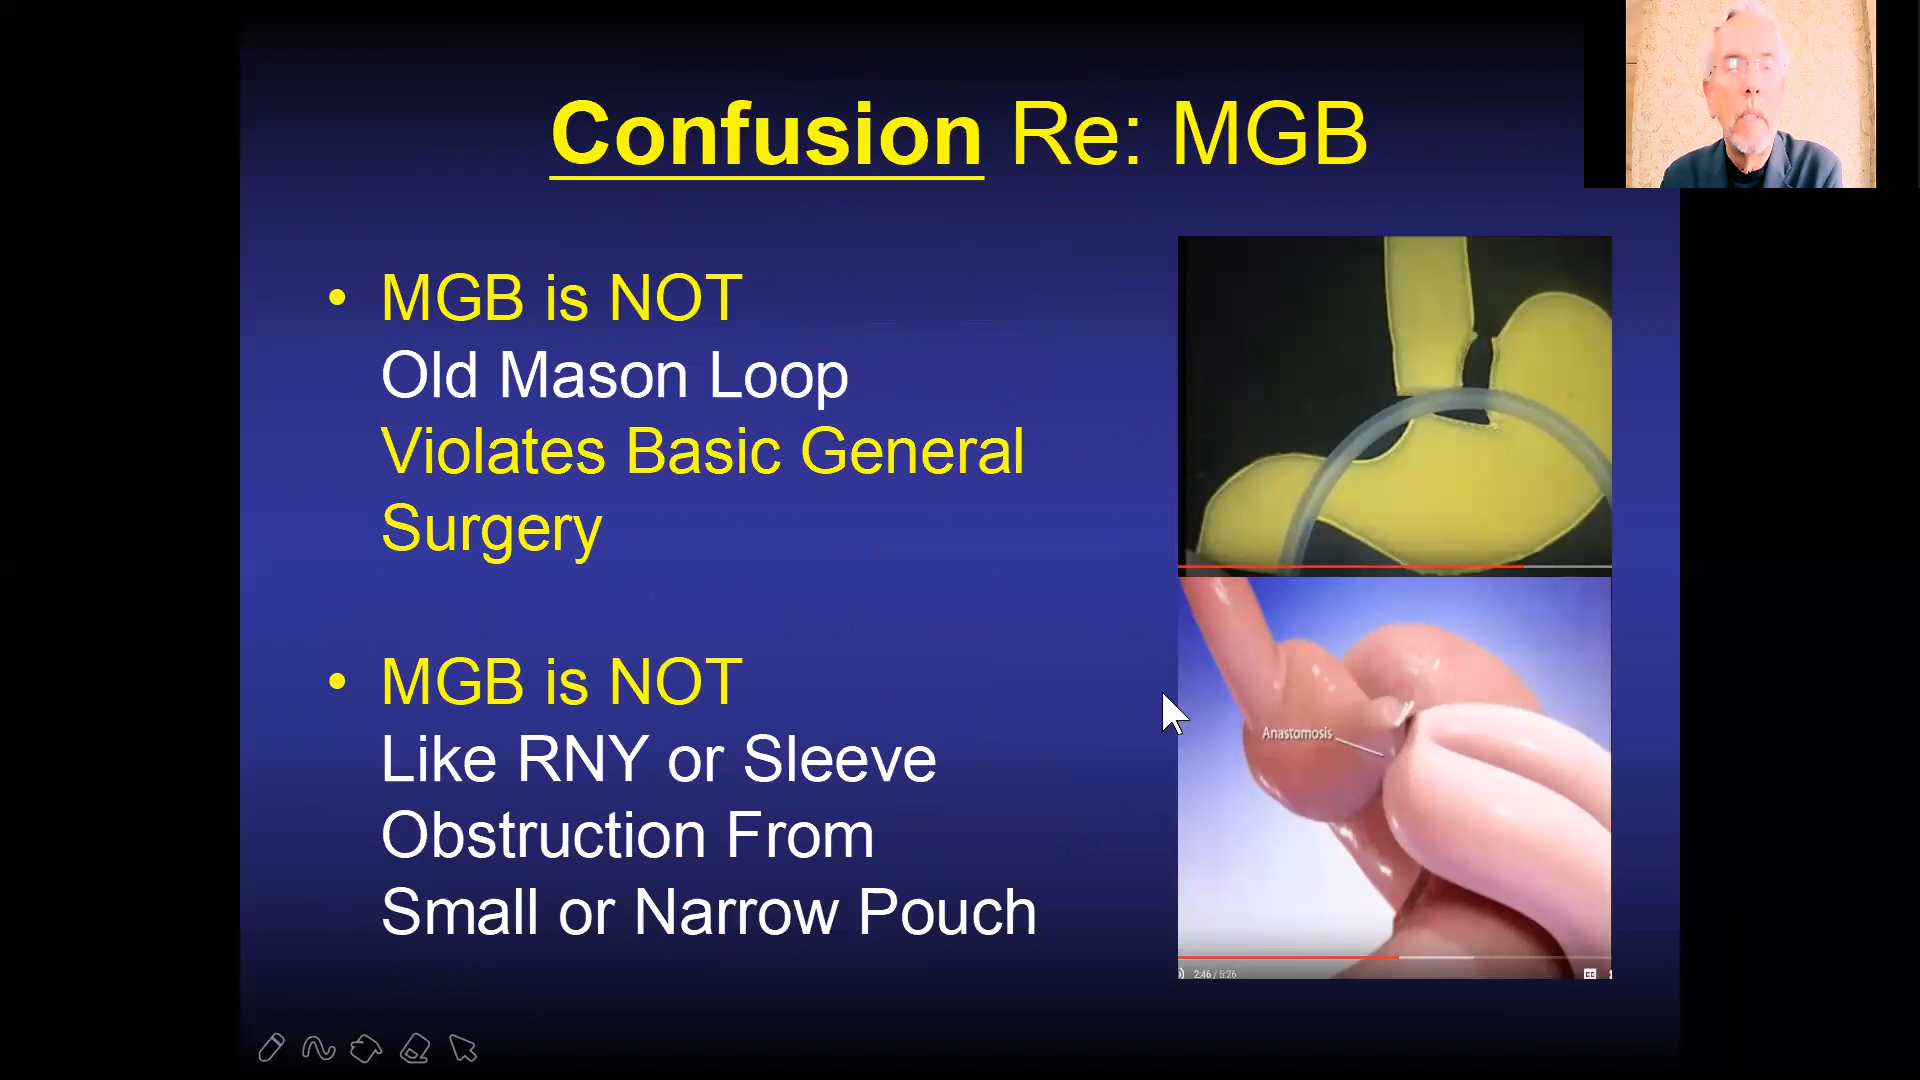 Confusion Re: MGB
• MGB is NOT
Old Mason Loop
Violates Basic General
Surgery
• MGB is NOT
Like RNY or Sleeve
Obstruction From
Small or Narrow Pouch
Anastomosis
2:46 / 5:26
CC